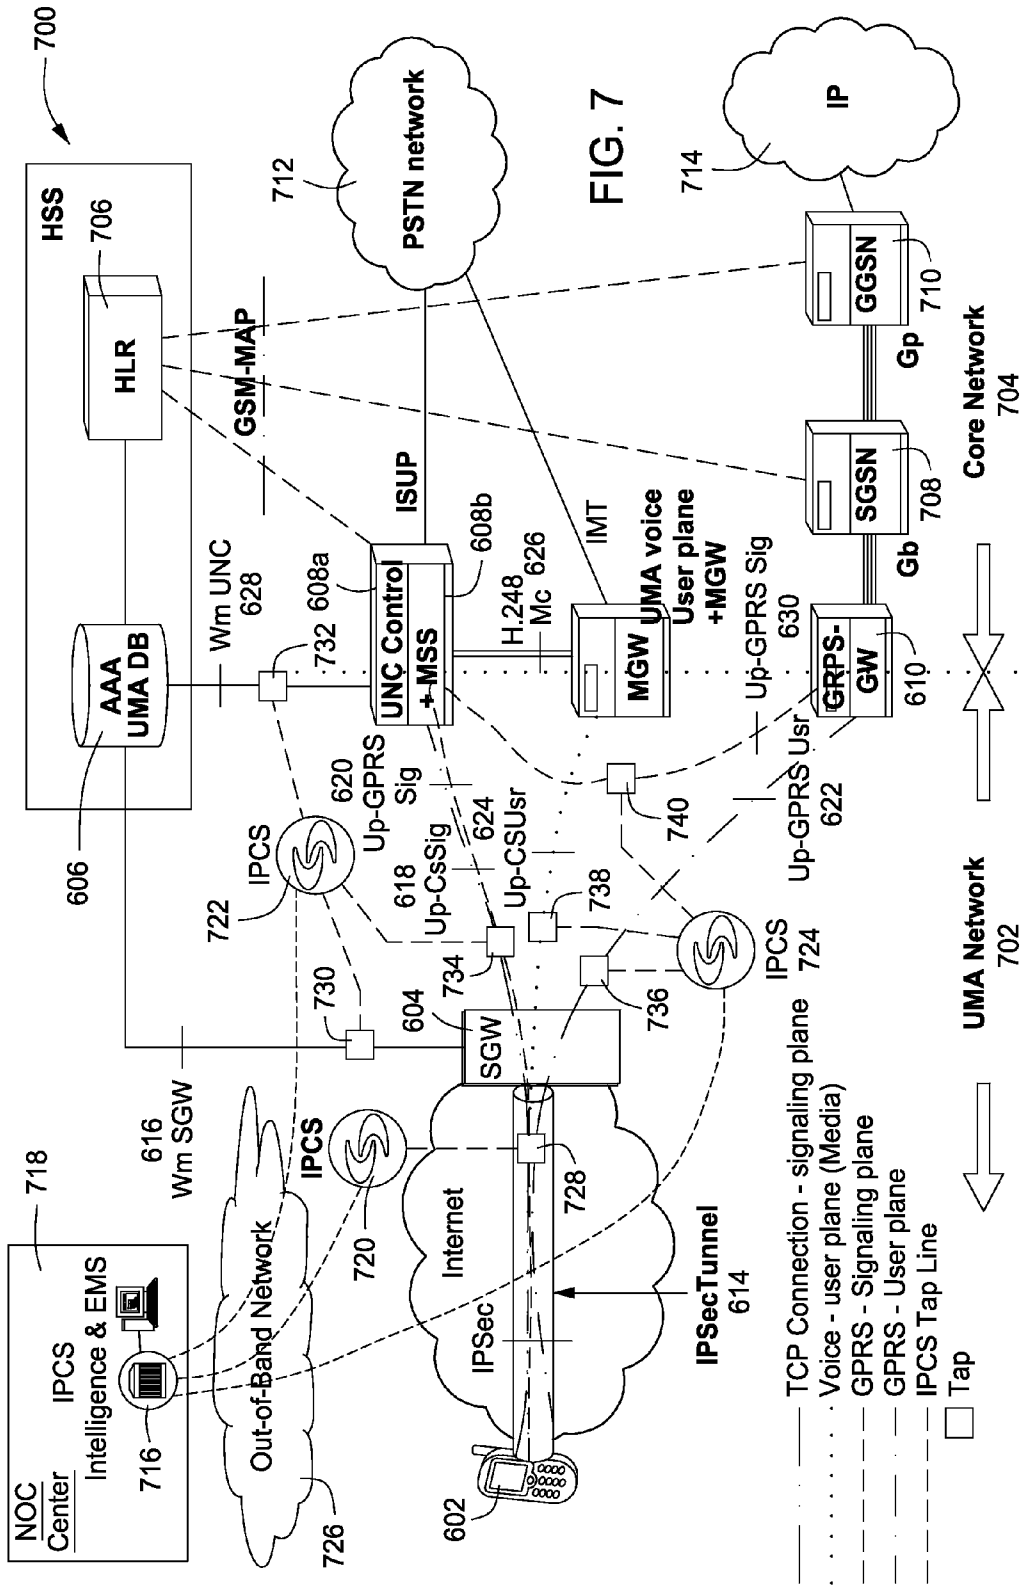 700
HSS
706
HLR
AAA
UMA DB
606
GSM-MAP
Wm UNC
628
732
608a
UNC Control
+ MSS
608b
ISUP
712
PSTN network
FIG. 7
H.248
Mc
626
IMT
MGW
UMA voice
User plane
+MGW
Up-GPRS Sig
630
GRPS-
GW
610
Gb
SGSN
708
Gp
GGSN
710
714
IP
Core Network
704
IPCS
722
620
Up-GPRS
Sig
618
Up-CsSig
624
Up-CSUsr
740
Up-GPRS Usr
622
738
734
736
IPCS
724
730
604
SGW
616
Wm SGW
NOC
Center
718
IPCS
Intelligence & EMS
716
Out-of-Band Network
726
IPCS
720
Internet
IPSec
728
602
IPSecTunnel
614
UMA Network
702
TCP Connection - signaling plane
Voice - user plane (Media)
GPRS - Signaling plane
GPRS - User plane
IPCS Tap Line
Tap